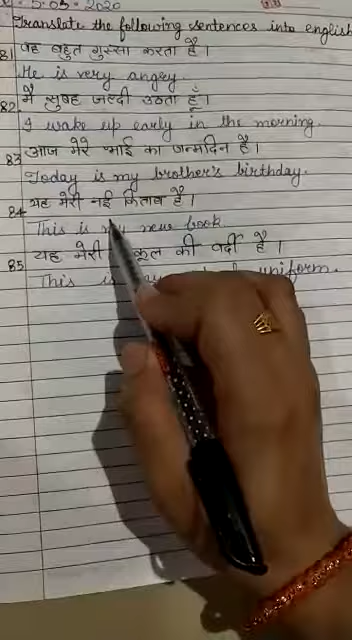 5.05.2020
Translate the following sentences into english
81 वह बहुत गुस्सा करता है।
He is very angry.
82. मैं सुबह जल्दी उठता हूँ।
I wake up early in the morning.
83 आज मेरे भाई का जन्मदिन है।
Today is my brother's birthday.
84 यह मेरी नई किताब है।
This is my new book
85 यह मेरी स्कूल की वर्दी है।
This is uniform.